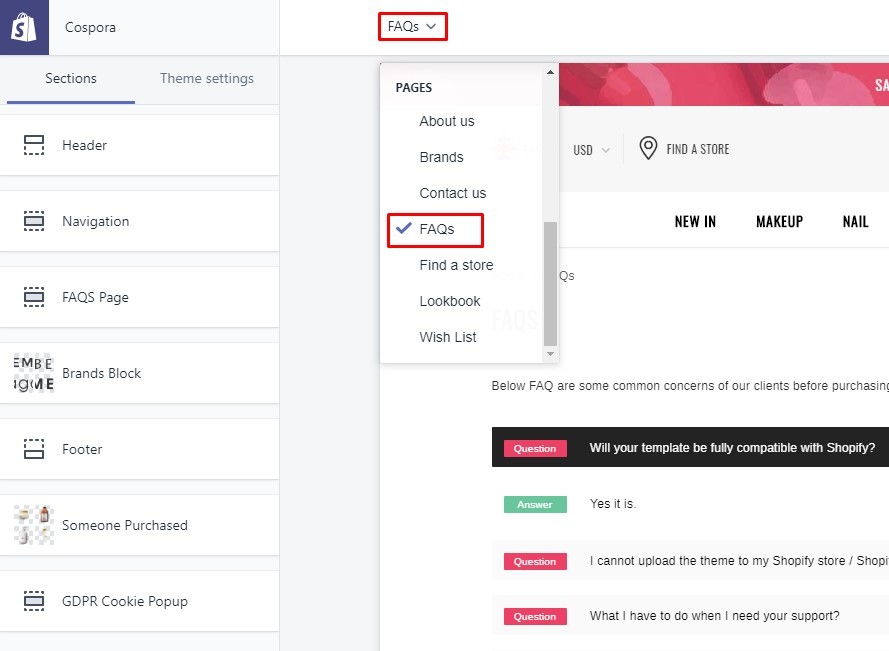 Cospora
FAQs
Sections
Theme settings
Header
Navigation
FAQS Page
Brands Block
Footer
Someone Purchased
GDPR Cookie Popup
PAGES
About us
Brands
Contact us
FAQs
Find a store
Lookbook
Wish List
SA
USD
FIND A STORE
NEW IN
MAKEUP
NAIL
Qs
FAQS
Below FAQ are some common concerns of our clients before purchasing
Question
Will your template be fully compatible with Shopify?
Answer
Yes it is.
Question
I cannot upload the theme to my Shopify store / Shopi
Question
What I have to do when I need your support?